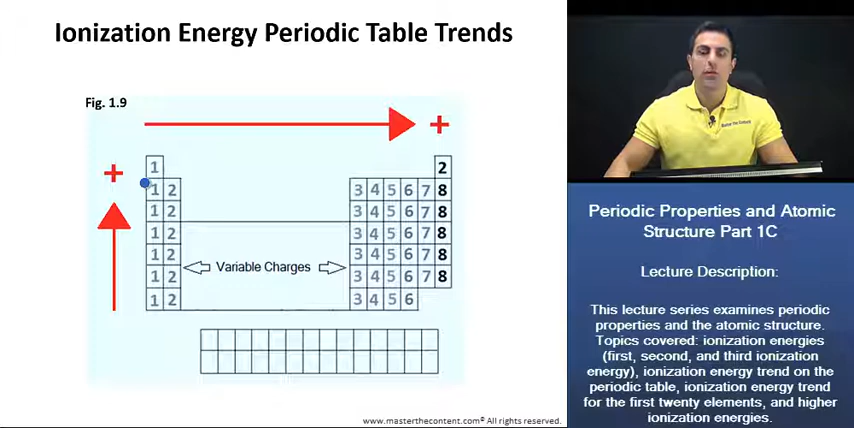 Ionization Energy Periodic Table Trends
Fig. 1.9
+
+
1 2
1 2 3 4 5 6 7 8
1 2 3 4 5 6 7 8
1 2 3 4 5 6 7 8
1 2 3 4 5 6 7 8
Variable Charges
1 2 3 4 5 6 7 8
1 2 3 4 5 6
www.masterthecontent.com® All rights reserved.
Master The Content
Periodic Properties and Atomic
Structure Part 1C
Lecture Description:
This lecture series examines periodic
properties and the atomic structure.
Topics covered: ionization energies
(first, second, and third ionization
energy), ionization energy trend on the
periodic table, ionization energy trend
for the first twenty elements, and higher
ionization energies.